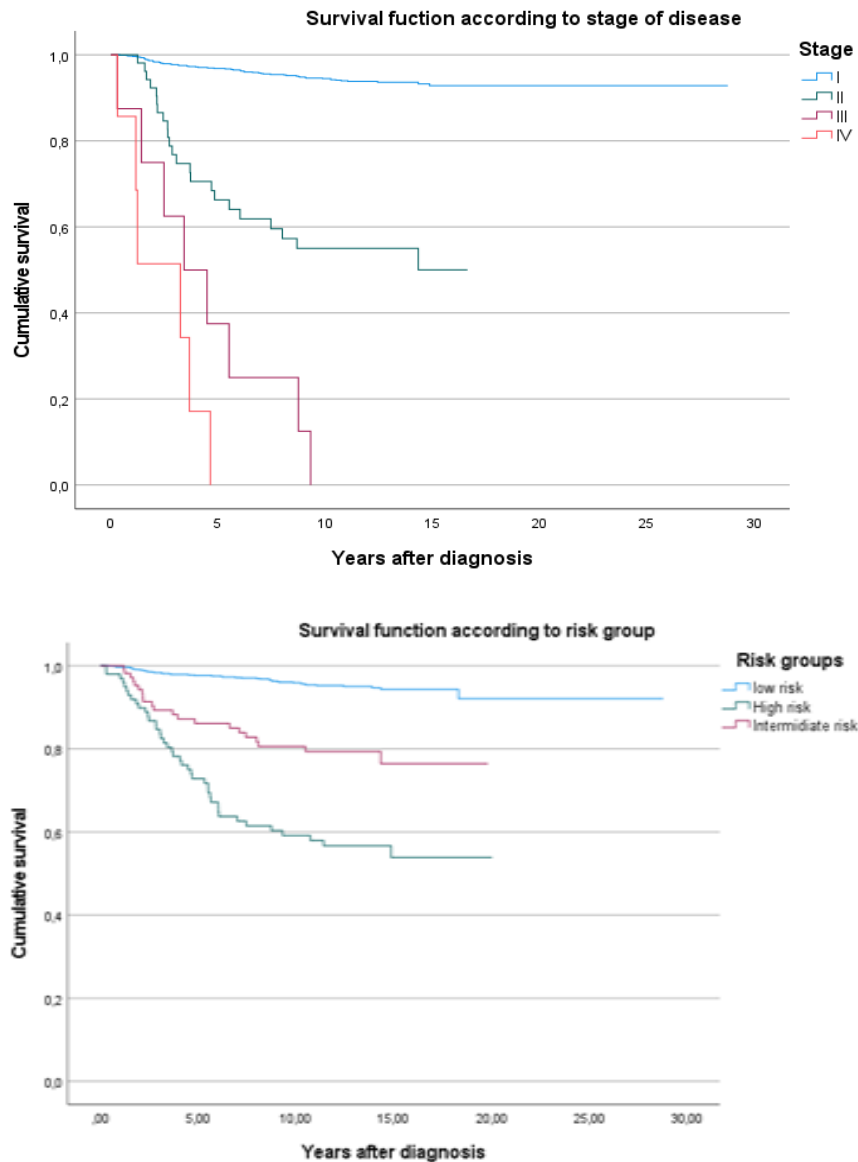 Survival fuction according to stage of disease
Stage
I
II
III
IV
1,0
0,8
0,6
0,4
0,2
0,0
Cumulative survival
0 5 10 15 20 25 30
Years after diagnosis
Survival function according to risk group
Risk groups
low risk
High risk
Intermidiate risk
1,0
0,8
0,6
0,4
0,2
0,0
Cumulative survival
,00 5,00 10,00 15,00 20,00 25,00 30,00
Years after diagnosis